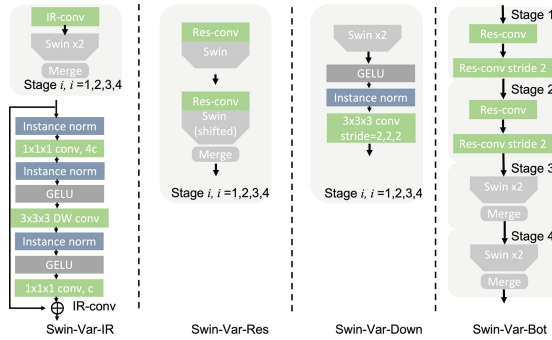 IR-conv
Swin x2
Merge
Stage i, i =1,2,3,4
Instance norm
1x1x1 conv, 4c
Instance norm
GELU
3x3x3 DW conv
Instance norm
GELU
1x1x1 conv, c
IR-conv
Swin-Var-IR
Res-conv
Swin
Res-conv
Swin
(shifted)
Merge
Stage i, i =1,2,3,4
Swin-Var-Res
Swin x2
GELU
Instance norm
3x3x3 conv
stride=2,2,2
Stage i, i =1,2,3,4
Swin-Var-Down
Stage 1
Res-conv
Res-conv stride 2
Stage 2
Res-conv
Res-conv stride 2
Stage 3
Swin x2
Merge
Stage 4
Swin x2
Merge
Swin-Var-Bot